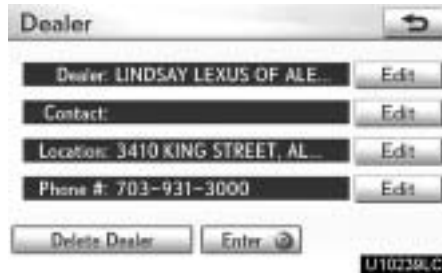 Dealer
Dealer: LINDSAY LEXUS OF ALE... Edit
Contact: Edit
Location: 3410 KING STREET, AL... Edit
Phone #: 703-931-3000 Edit
Delete Dealer Enter
U10239LC